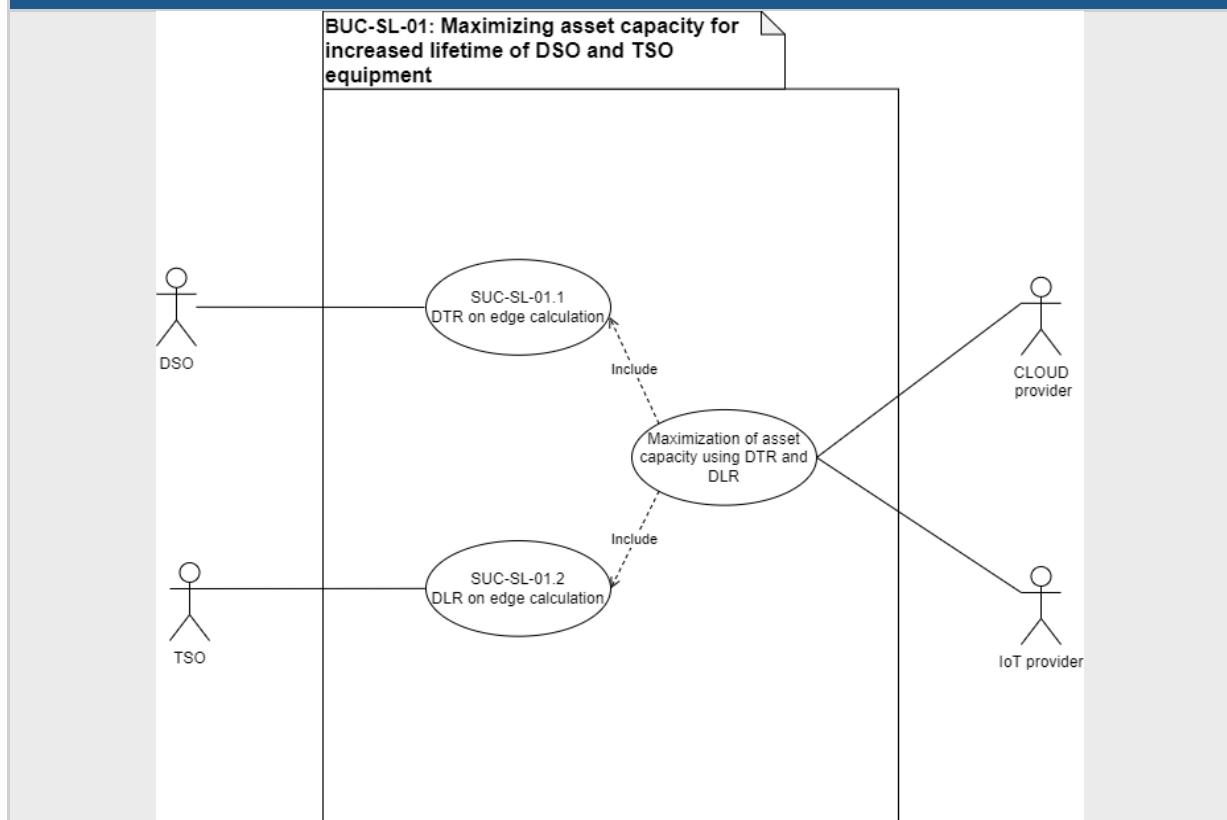 BUC-SL-01: Maximizing asset capacity for
increased lifetime of DSO and TSO
equipment
SUC-SL-01.1
DTR on edge calculation
DSO
Include
CLOUD
provider
Maximization of asset
capacity using DTR and
DLR
Include
SUC-SL-01.2
DLR on edge calculation
TSO
IoT provider